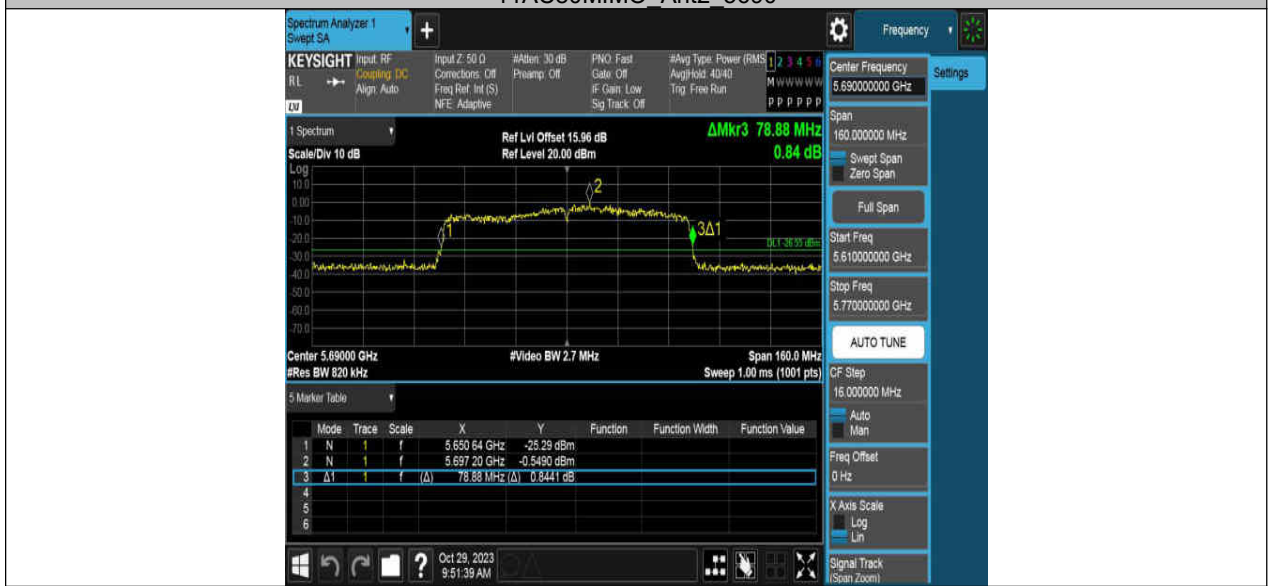 Spectrum Analyzer 1
Swept SA
+
Frequency
KEYSIGHT
RL
LXI
Input: RF
Coupling: DC
Align: Auto
Input Z: 50 Ω
Corrections: Off
Freq Ref: Int (S)
NFE: Adaptive
#Atten: 30 dB
Preamp: Off
PNO: Fast
Gate: Off
IF Gain: Low
Sig Track: Off
#Avg Type: Power (RMS
Avg|Hold: 40/40
Trig: Free Run
1 2 3 4 5 6
M W W W W W
P P P P P P
Center Frequency
5.690000000 GHz
Settings
1 Spectrum
Scale/Div 10 dB
Ref Lvl Offset 15.96 dB
Ref Level 20.00 dBm
ΔMkr3 78.88 MHz
0.84 dB
Log
10.0
0.00
-10.0
-20.0
-30.0
-40.0
-50.0
-60.0
-70.0
1
2
3Δ1
DL1 -26.55 dBm
Center 5.69000 GHz
#Res BW 820 kHz
#Video BW 2.7 MHz
Span 160.0 MHz
Sweep 1.00 ms (1001 pts)
Span
160.000000 MHz
Swept Span
Zero Span
Full Span
Start Freq
5.610000000 GHz
Stop Freq
5.770000000 GHz
AUTO TUNE
CF Step
16.000000 MHz
Auto
Man
Freq Offset
0 Hz
X Axis Scale
Log
Lin
Signal Track
(Span Zoom)
5 Marker Table
Mode Trace Scale X Y Function Function Width Function Value
1 N 1 f 5.650 64 GHz -25.29 dBm
2 N 1 f 5.697 20 GHz -0.5490 dBm
3 Δ1 1 f (Δ) 78.88 MHz (Δ) 0.8441 dB
4
5
6
?
Oct 29, 2023
9:51:39 AM